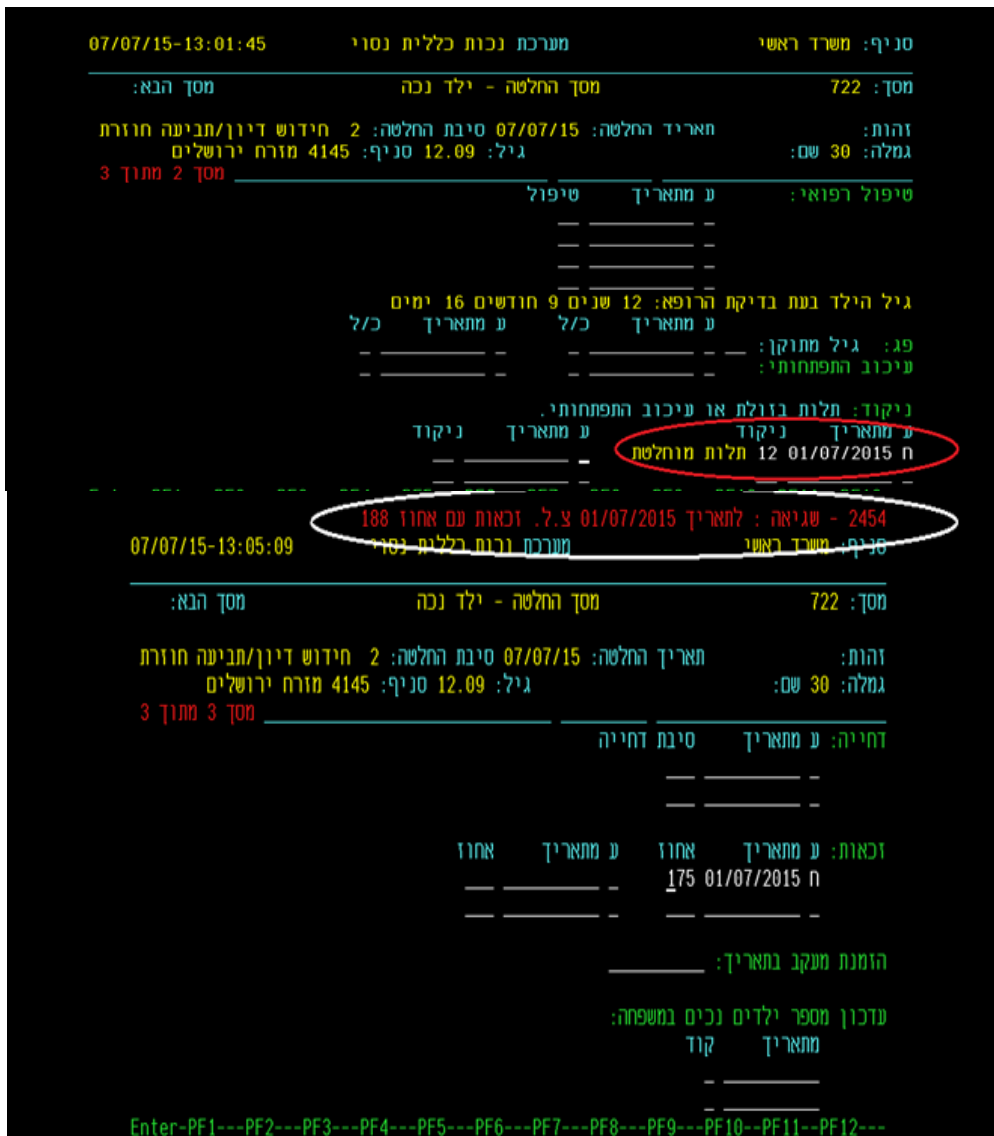 סניף: משרד ראשי מערכת נכות כללית נסוי 07/07/15-13:01:45
מסך: 722 מסך החלטה - ילד נכה מסך הבא:
זהות: תאריך החלטה: 07/07/15 סיבת החלטה: 2 חידוש דיון/תביעה חוזרת
גמלה: 30 שם: גיל: 12.09 סניף: 4145 מזרח ירושלים
מסך 2 מתוך 3
טיפול רפואי: ע מתאריך טיפול
גיל הילד בעת בדיקת הרופא: 12 שנים 9 חודשים 16 ימים
ע מתאריך כ/ל ע מתאריך כ/ל
פג: גיל מתוקן:
עיכוב התפתחותי:
ניקוד: תלות בזולת או עיכוב התפתחותי.
ע מתאריך ניקוד ע מתאריך ניקוד
ח 01/07/2015 12 תלות מוחלטת
2454 - שגיאה : לתאריך 01/07/2015 צ.ל. זכאות עם אחוז 188
סניף: משרד ראשי מערכת כללית נסוי 07/07/15-13:05:09
מסך: 722 מסך החלטה - ילד נכה מסך הבא:
זהות: תאריך החלטה: 07/07/15 סיבת החלטה: 2 חידוש דיון/תביעה חוזרת
גמלה: 30 שם: גיל: 12.09 סניף: 4145 מזרח ירושלים
מסך 3 מתוך 3
דחייה: ע מתאריך סיבת דחייה
זכאות: ע מתאריך אחוז ע מתאריך אחוז
ח 01/07/2015 175
הזמנת מעקב בתאריך:
עדכון מספר ילדים נכים במשפחה:
מתאריך קוד
Enter-PF1---PF2---PF3---PF4---PF5---PF6---PF7---PF8---PF9---PF10--PF11--PF12---